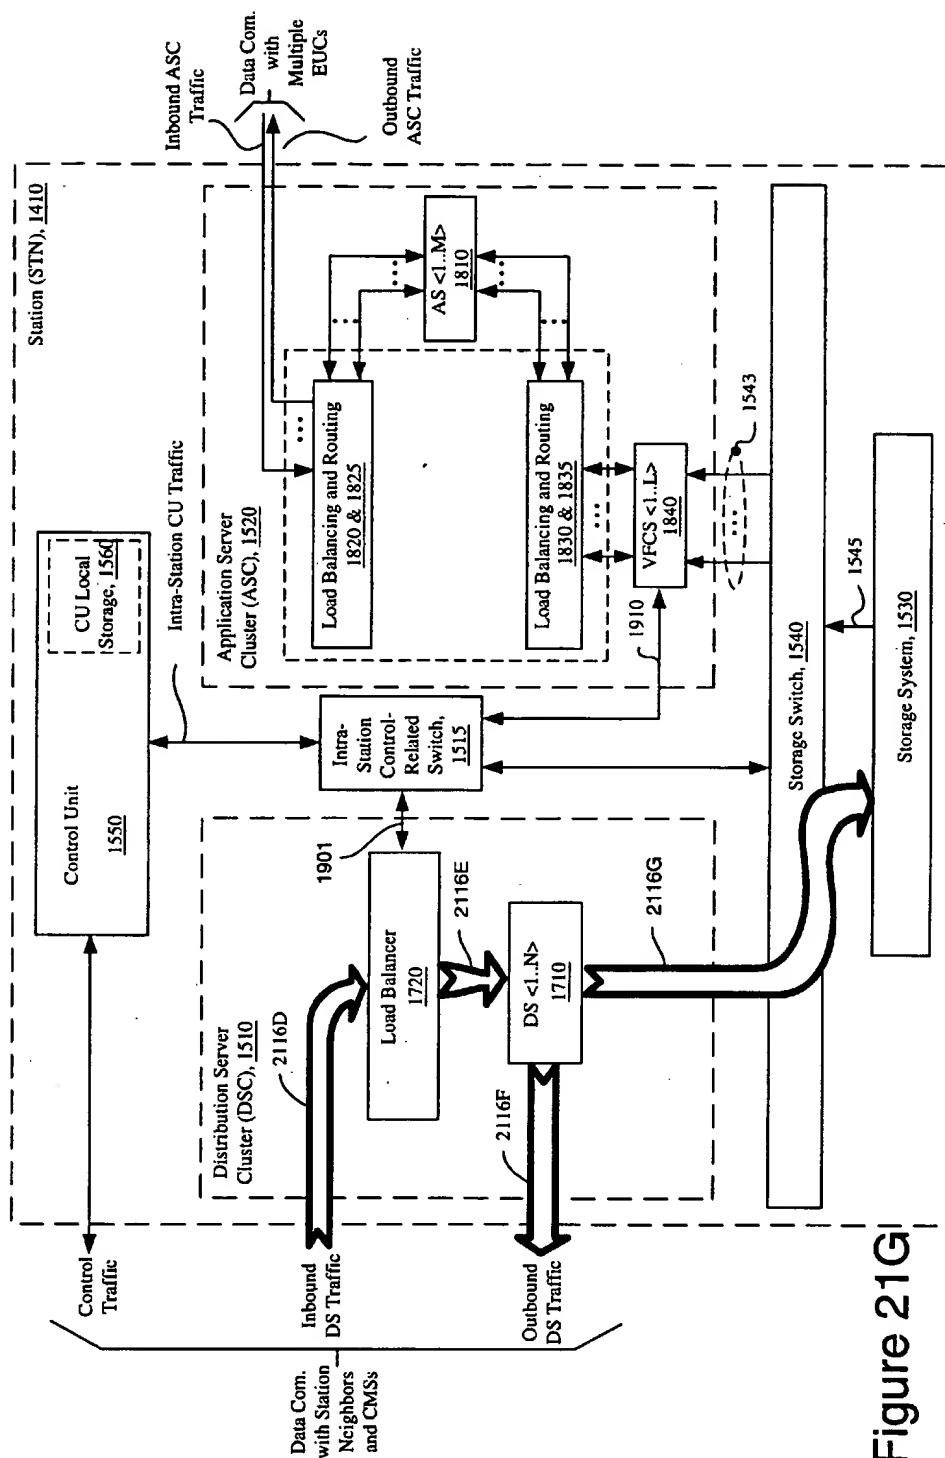 Station (STN), 1410
Control Unit
1550
CU Local
Storage, 1560
Control
Traffic
Intra-Station CU Traffic
Inbound ASC
Traffic
Data Com.
with
Multiple
EUCs
Outbound
ASC Traffic
Distribution Server
Cluster (DSC), 1510
Intra-
Station
Control-
Related
Switch,
1515
Application Server
Cluster (ASC), 1520
2116D
Inbound
DS Traffic
Load Balancer
1720
1901
2116E
DS <1..N>
1710
2116F
Outbound
DS Traffic
2116G
Data Com.
with Station
Neighbors
and CMSs
Load Balancing and Routing
1820 & 1825
AS <1..M>
1810
Load Balancing and Routing
1830 & 1835
1910
VFCS <1..L>
1840
1543
Storage Switch, 1540
1545
Storage System, 1530
Figure 21G